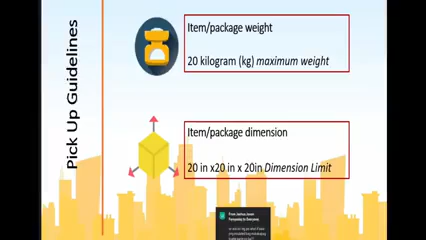 Pick Up Guidelines
Item/package weight
20 kilogram (kg) maximum weight
Item/package dimension
20 in x20 in x 20in Dimension Limit